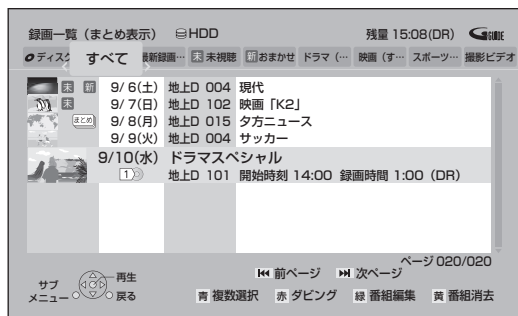 録画一覧（まとめ表示） HDD 残量 15:08(DR) GGUIDE
ディスク すべて 最新録画… 未 未視聴 新 おまかせ ドラマ（… 映画（す… スポーツ… 撮影ビデオ
未 新 9/ 6(土) 地上D 004 現代
未 9/ 7(日) 地上D 102 映画「K2」
まとめ 9/ 8(月) 地上D 015 夕方ニュース
9/ 9(火) 地上D 004 サッカー
9/10(水) ドラマスペシャル
1 地上D 101 開始時刻 14:00 録画時間 1:00（DR）
ページ 020/020
前ページ 次ページ
サブメニュー 再生 戻る
青 複数選択 赤 ダビング 緑 番組編集 黄 番組消去